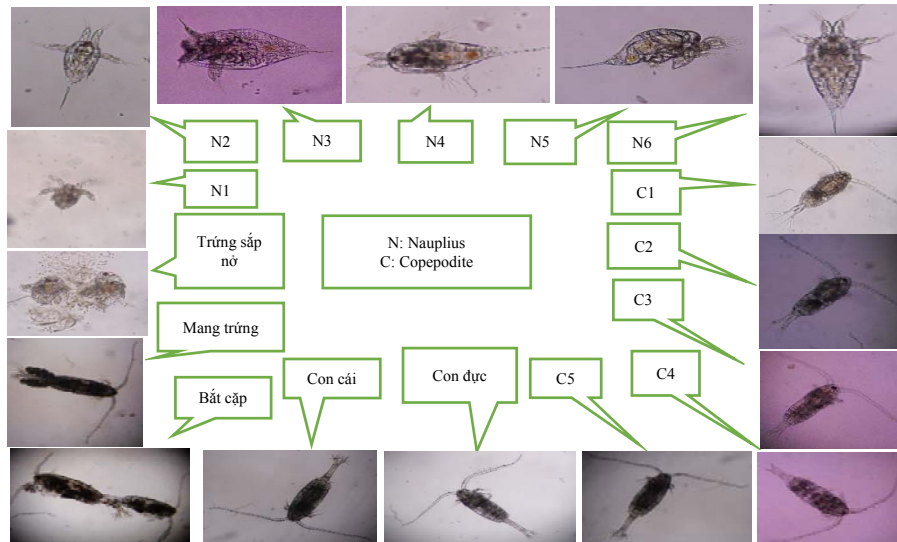 N2
N3
N4
N5
N6
N1
C1
Trứng sắp
nở
N: Nauplius
C: Copepodite
C2
C3
Mang trứng
Bắt cặp
Con cái
Con đực
C5
C4